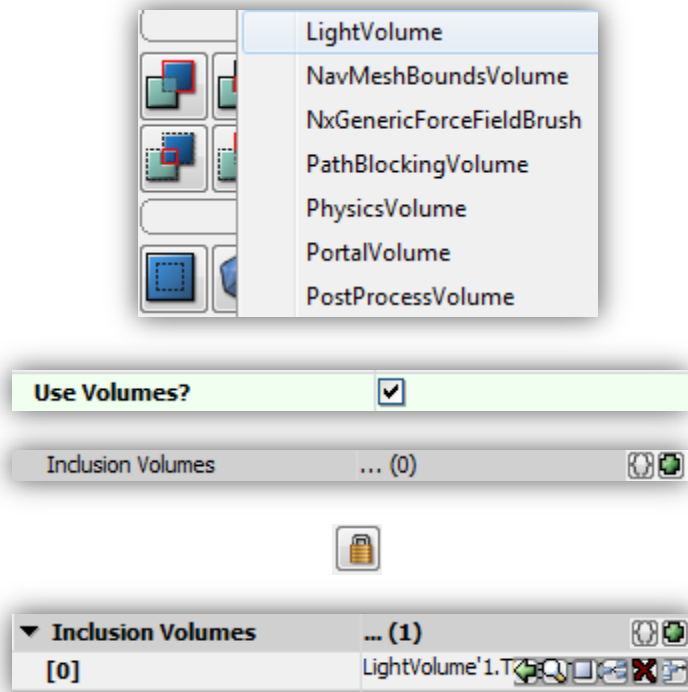 LightVolume
NavMeshBoundsVolume
NxGenericForceFieldBrush
PathBlockingVolume
PhysicsVolume
PortalVolume
PostProcessVolume
Use Volumes?
Inclusion Volumes ... (0)
Inclusion Volumes ... (1)
[0] LightVolume'1.T